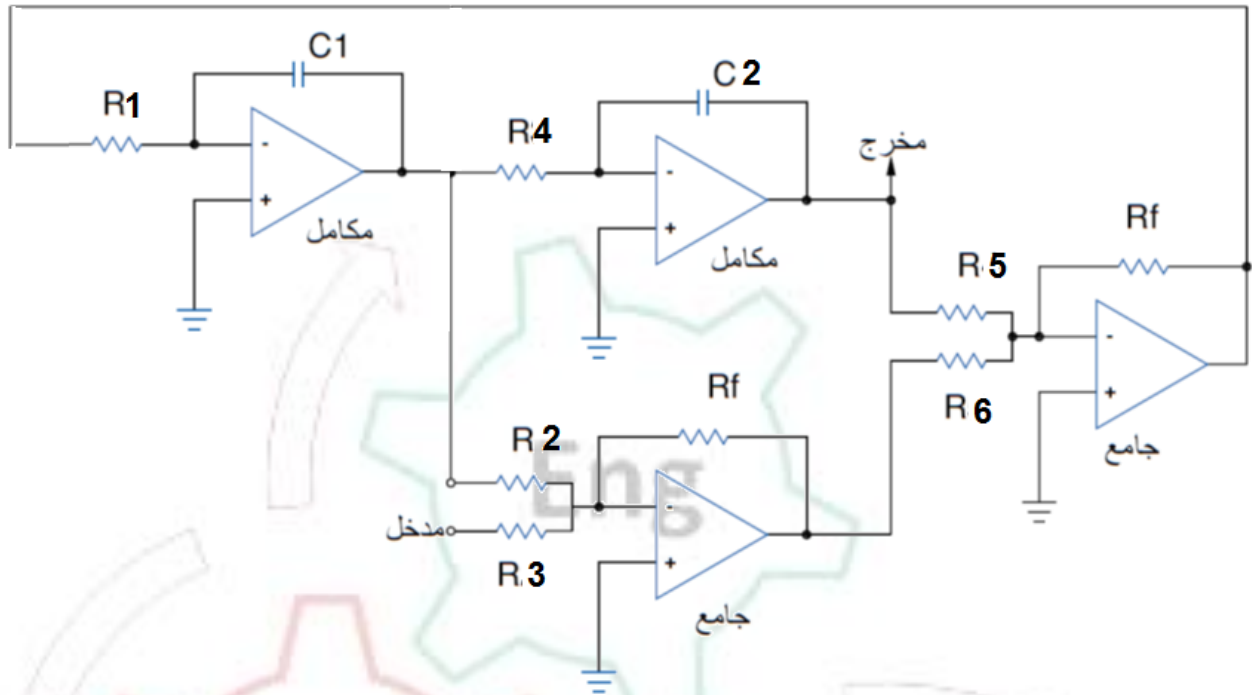 C1
R1
-
+
مكامل
C 2
R4
-
+
مكامل
مخرج
Rf
R 5
R 6
-
+
جامع
Rf
R 2
مدخل
R 3
-
+
جامع
Eng